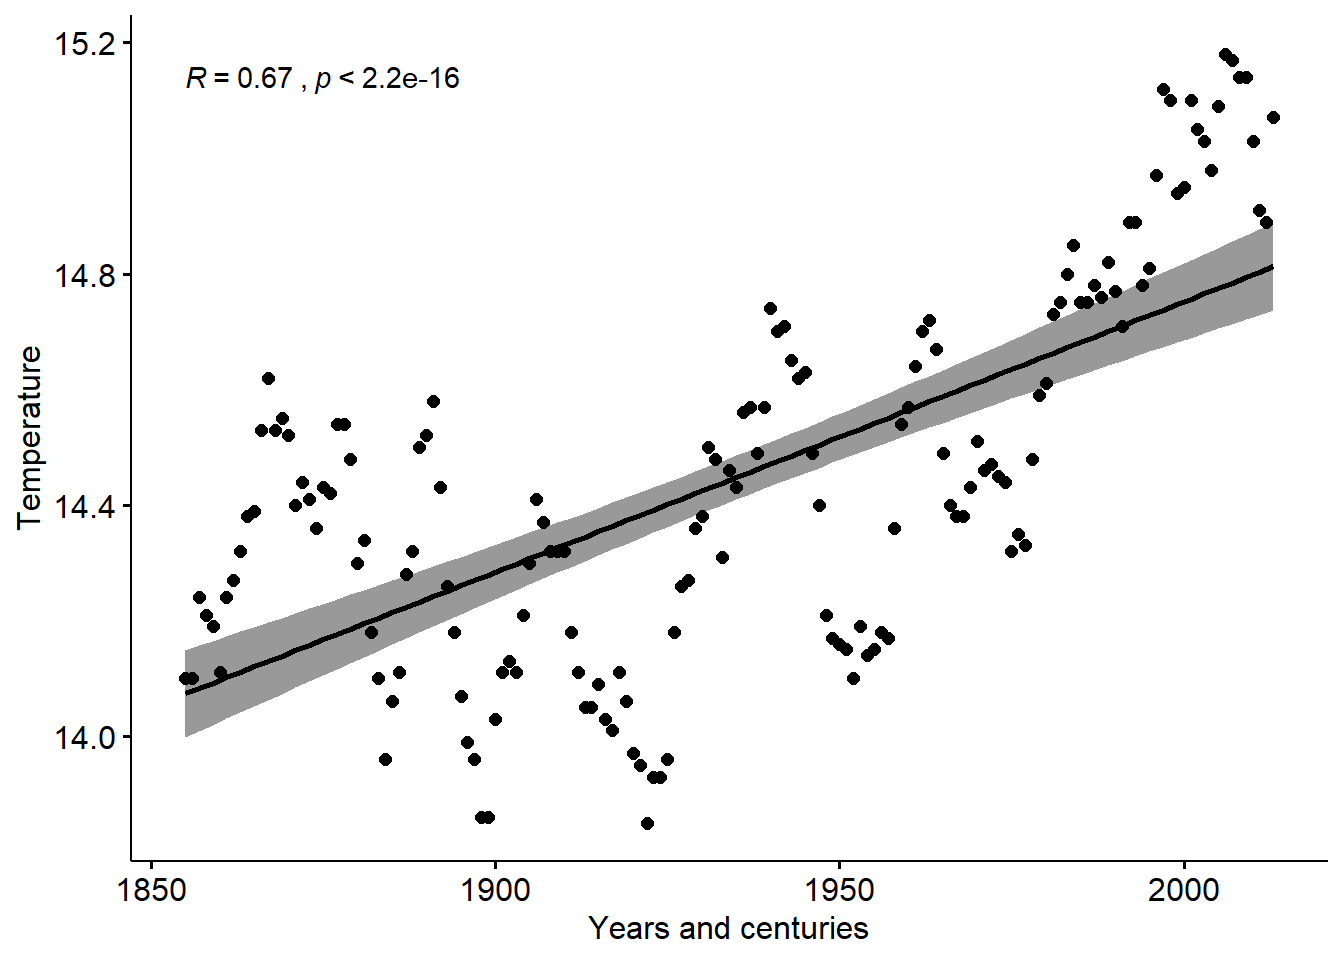 15.2
R = 0.67 , p < 2.2e-16
14.8
Temperature
14.4
14.0
1850 1900 1950 2000
Years and centuries